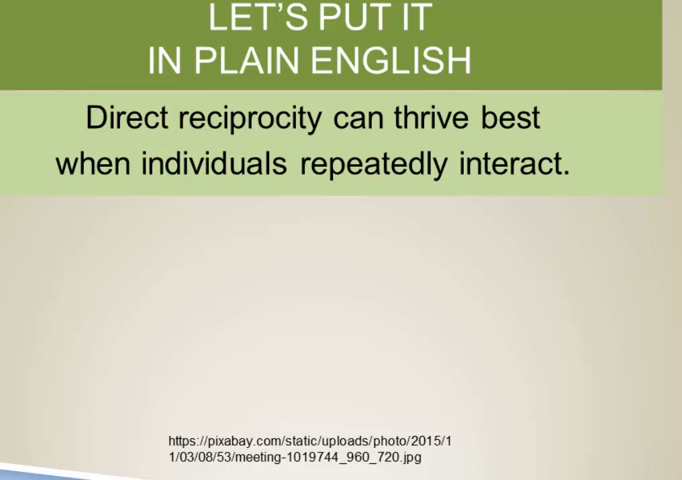 LET’S PUT IT
IN PLAIN ENGLISH
Direct reciprocity can thrive best
when individuals repeatedly interact.
https://pixabay.com/static/uploads/photo/2015/1
1/03/08/53/meeting-1019744_960_720.jpg